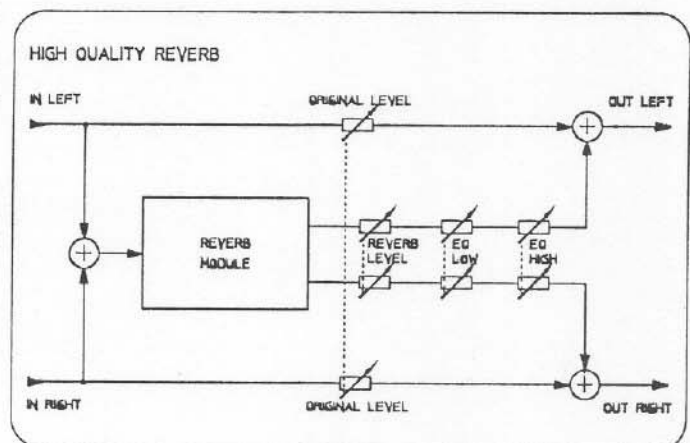 HIGH QUALITY REVERB
IN LEFT
ORIGINAL LEVEL
OUT LEFT
REVERB
MODULE
REVERB
LEVEL
EQ
LOW
EQ
HIGH
IN RIGHT
ORIGINAL LEVEL
OUT RIGHT